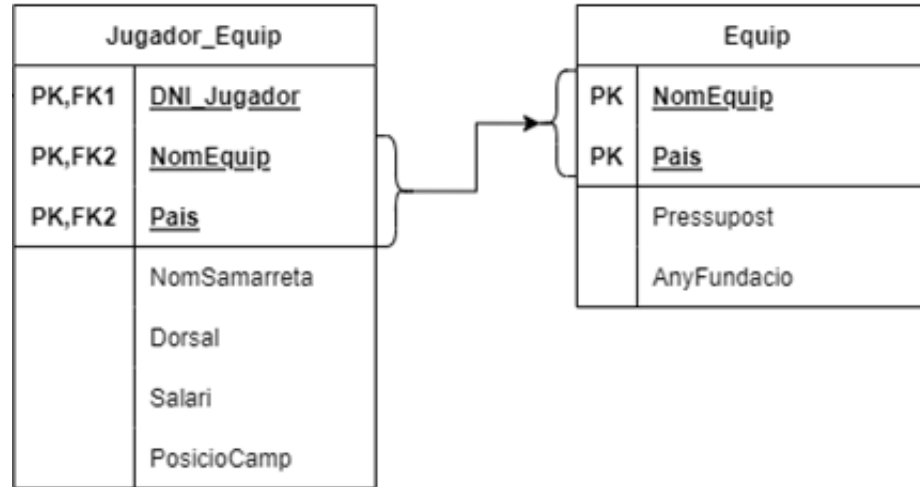 Jugador_Equip
PK,FK1 DNI_Jugador
PK,FK2 NomEquip
PK,FK2 Pais
NomSamarreta
Dorsal
Salari
PosicioCamp
Equip
PK NomEquip
PK Pais
Pressupost
AnyFundacio